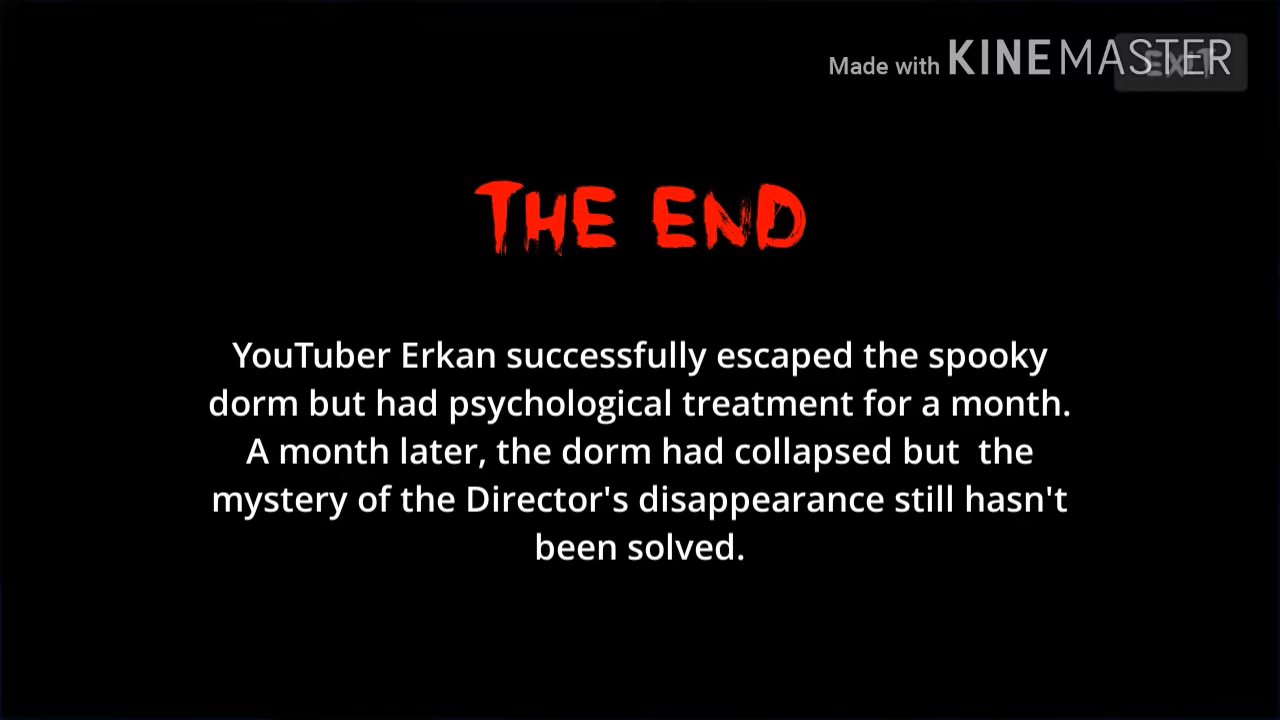 Made with KINEMASTER
EXIT
THE END
YouTuber Erkan successfully escaped the spooky
dorm but had psychological treatment for a month.
A month later, the dorm had collapsed but  the
mystery of the Director's disappearance still hasn't
been solved.